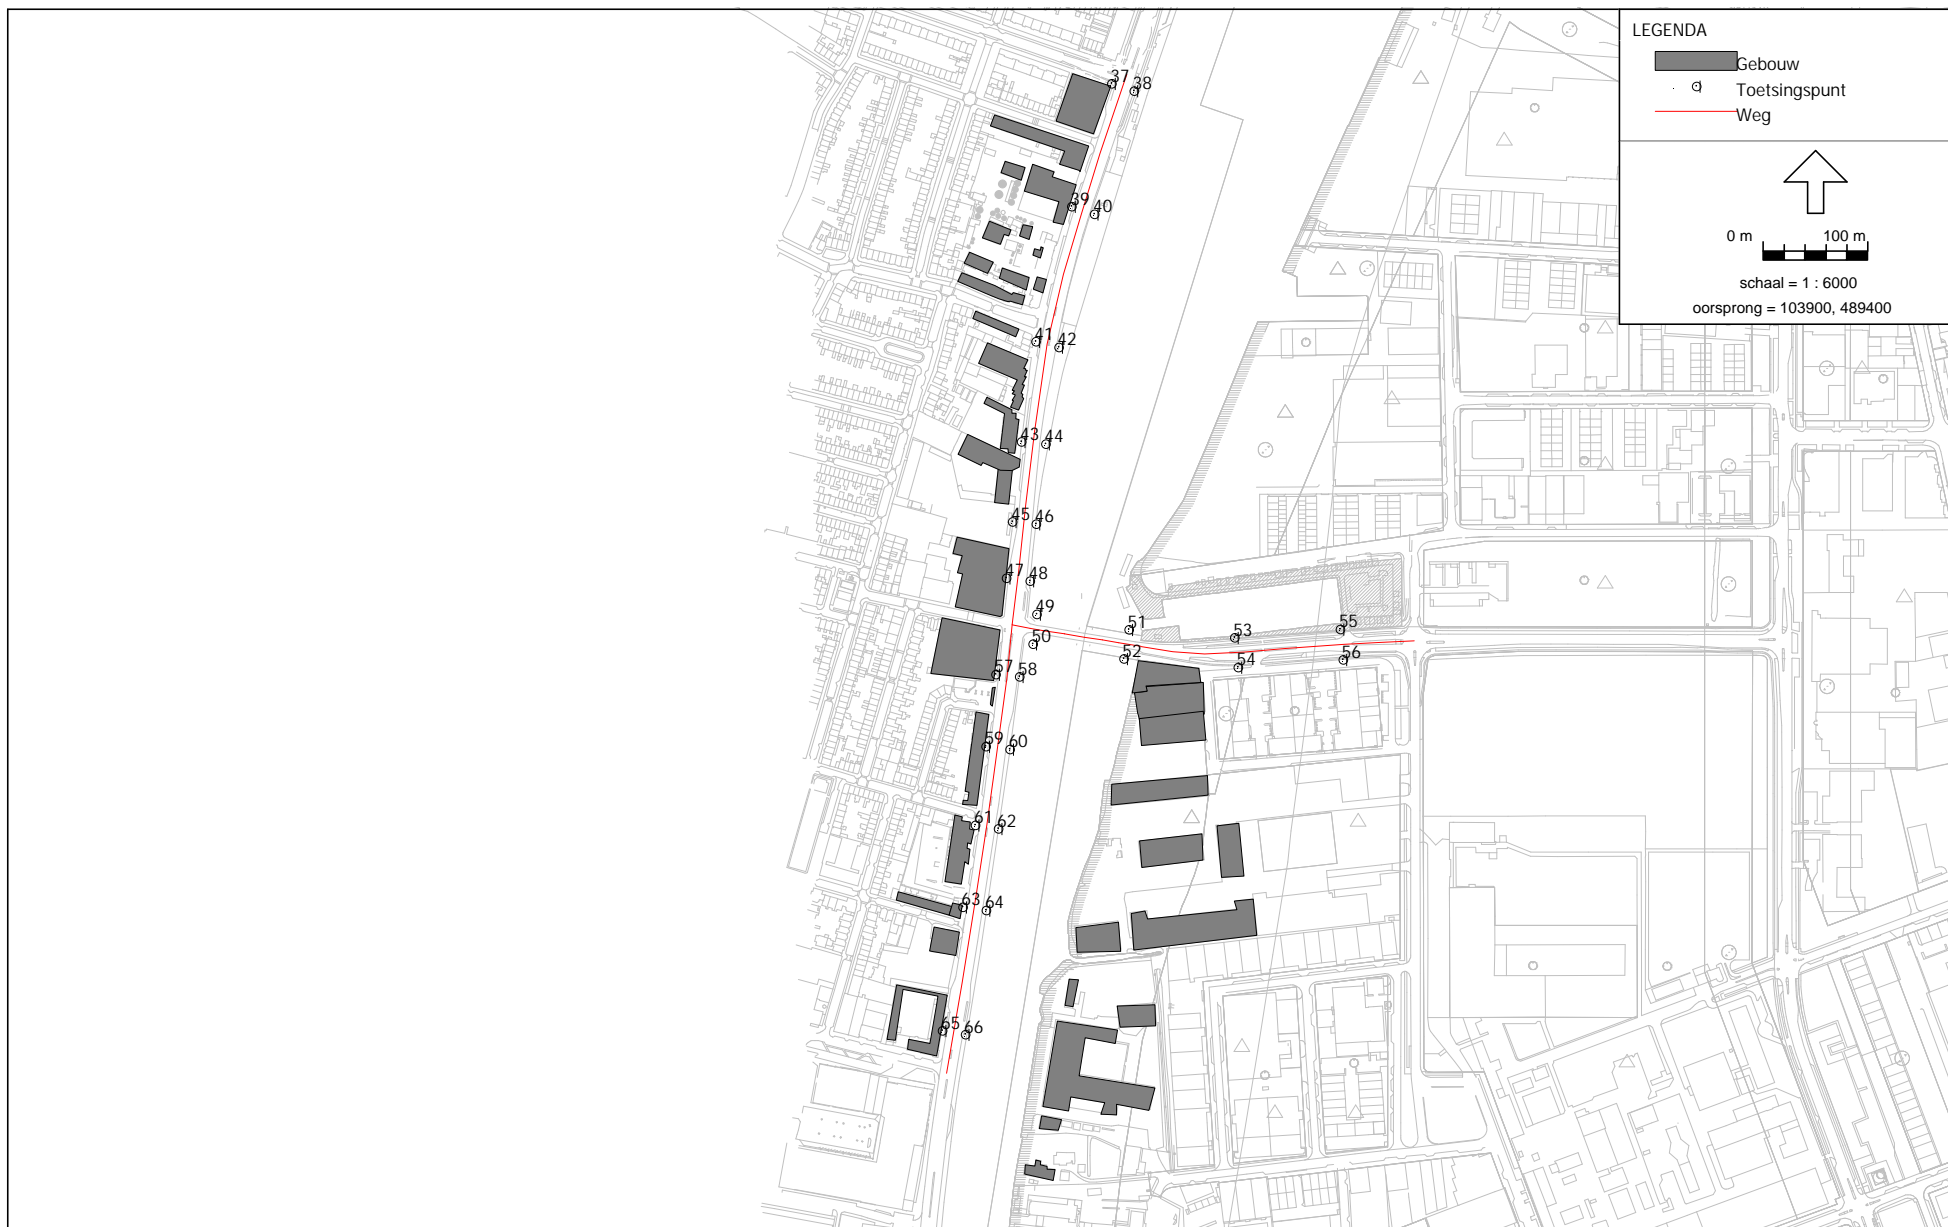 LEGENDA
Gebouw
Toetsingspunt
Weg
0 m 100 m
schaal = 1 : 6000
oorsprong = 103900, 489400
37 38
39 40
41 42
43 44
45 46
47 48
49
50
51
52
53
54
55
56
57 58
59 60
61 62
63 64
65 66